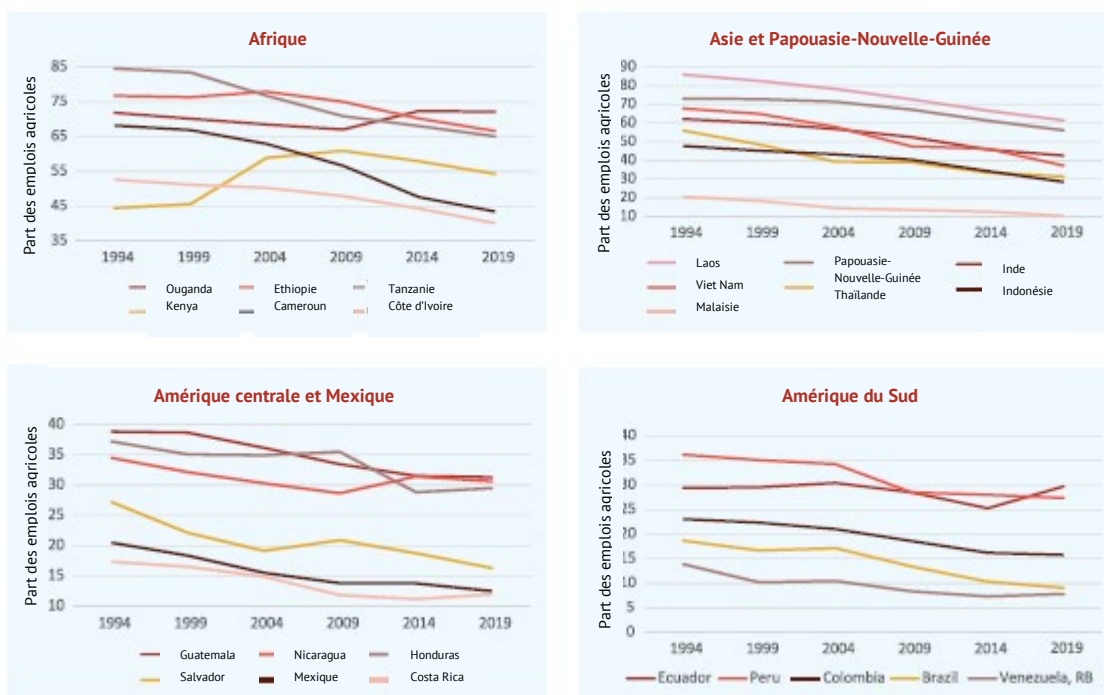 Afrique
Part des emplois agricoles
85
75
65
55
45
35
1994 1999 2004 2009 2014 2019
Ouganda Ethiopie Tanzanie
Kenya Cameroun Côte d'Ivoire
Asie et Papouasie-Nouvelle-Guinée
Part des emplois agricoles
90
80
70
60
50
40
30
20
10
1994 1999 2004 2009 2014 2019
Laos Papouasie-Nouvelle-Guinée Inde
Viet Nam Thaïlande Indonésie
Malaisie
Amérique centrale et Mexique
Part des emplois agricoles
40
35
30
25
20
15
10
1994 1999 2004 2009 2014 2019
Guatemala Nicaragua Honduras
Salvador Mexique Costa Rica
Amérique du Sud
Part des emplois agricoles
40
35
30
25
20
15
10
5
0
1994 1999 2004 2009 2014 2019
Ecuador Peru Colombia Brazil Venezuela, RB